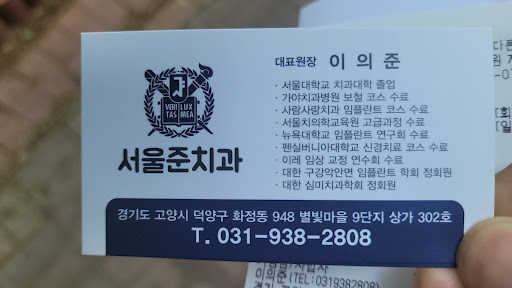 대표원장 이 의 준
VERI LUX
TAS MEA
서울준치과
· 서울대학교 치과대학 졸업
· 가야치과병원 보철 코스 수료
· 사랑사랑치과 임플란트 코스 수료
· 서울치의학교육원 고급과정 수료
· 뉴욕대학교 임플란트 연구회 수료
· 펜실버니아대학교 신경치료 코스 수료
· 이레 임상 교정 연수회 수료
· 대한 구강악안면 임플란트 학회 정회원
· 대한 심미치과학회 정회원
경기도 고양시 덕양구 화정동 948 별빛마을 9단지 상가 302호
T. 031-938-2808
이의준(TEL:0319382808)